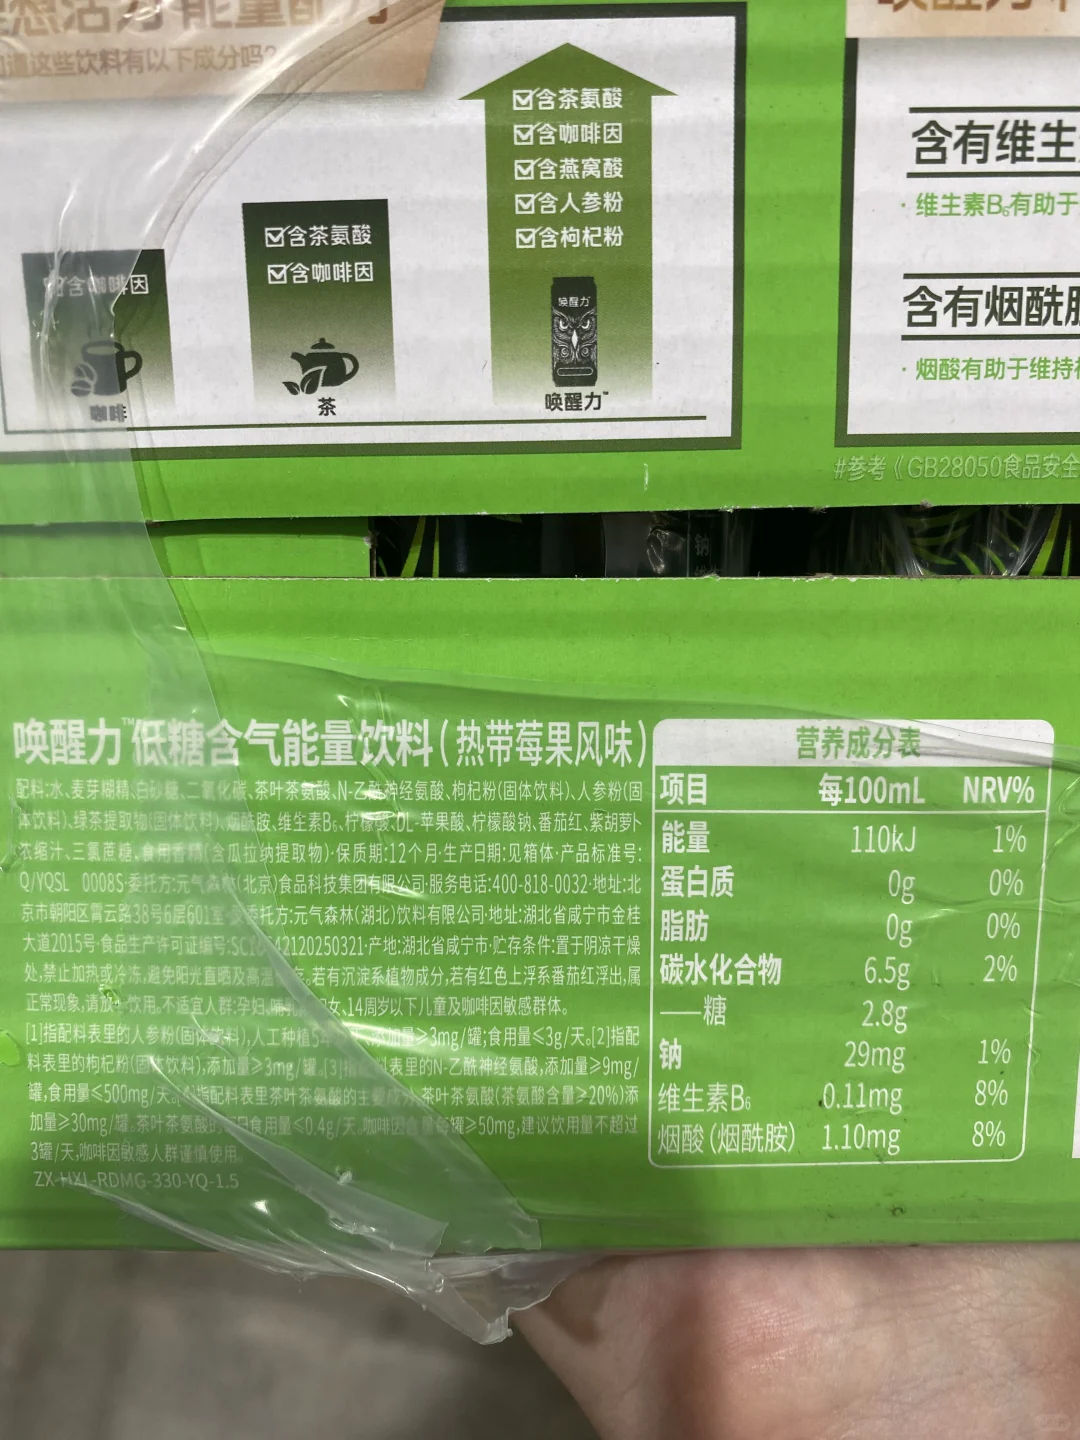 想活力能量配方
道这些饮料有以下成分吗?
含茶氨酸
含咖啡因
含燕窝酸
含人参粉
含枸杞粉
唤醒力
唤醒力™
含茶氨酸
含咖啡因
茶
含咖啡因
咖啡
含有维生
·维生素B₆有助于
含有烟酰胺
·烟酸有助于维持
#参考《GB28050食品安全
唤醒力™低糖含气能量饮料(热带莓果风味)
配料:水、麦芽糊精、白砂糖、二氧化碳、茶叶茶氨酸、N-乙酰神经氨酸、枸杞粉(固体饮料)、人参粉(固
体饮料)、绿茶提取物(固体饮料)、烟酰胺、维生素B₆、柠檬酸、DL-苹果酸、柠檬酸钠、番茄红、紫胡萝卜
浓缩汁、三氯蔗糖、食用香精(含瓜拉纳提取物)·保质期:12个月·生产日期:见箱体·产品标准号:
Q/YQSL 0008S·委托方:元气森林(北京)食品科技集团有限公司·服务电话:400-818-0032·地址:北
京市朝阳区霄云路38号6层601室·受委托方:元气森林(湖北)饮料有限公司·地址:湖北省咸宁市金桂
大道2015号·食品生产许可证编号:SC 42120250321·产地:湖北省咸宁市·贮存条件:置于阴凉干燥
处,禁止加热或冷冻,避免阳光直晒及高温 存。若有沉淀系植物成分,若有红色上浮系番茄红浮出,属
正常现象,请放心饮用。不适宜人群:孕妇、哺乳 妇女、14周岁以下儿童及咖啡因敏感群体。
[1]指配料表里的人参粉(固体饮料),人工种植5年 添加量≥3mg/罐;食用量≤3g/天。[2]指配
料表里的枸杞粉(固体饮料),添加量≥3mg/罐。[3]指配料表里的N-乙酰神经氨酸,添加量≥9mg/
罐,食用量≤500mg/天。[4]指配料表里茶叶茶氨酸的主要成分,茶叶茶氨酸(茶氨酸含量≥20%)添
加量≥30mg/罐。茶叶茶氨酸的每日食用量≤0.4g/天。咖啡因含量每罐≥50mg,建议饮用量不超过
3罐/天,咖啡因敏感人群谨慎使用。
ZX-HXL-RDMG-330-YQ-1.5
营养成分表
项目 每100mL NRV%
能量 110kJ 1%
蛋白质 0g 0%
脂肪 0g 0%
碳水化合物 6.5g 2%
——糖 2.8g
钠 29mg 1%
维生素B₆ 0.11mg 8%
烟酸(烟酰胺) 1.10mg 8%